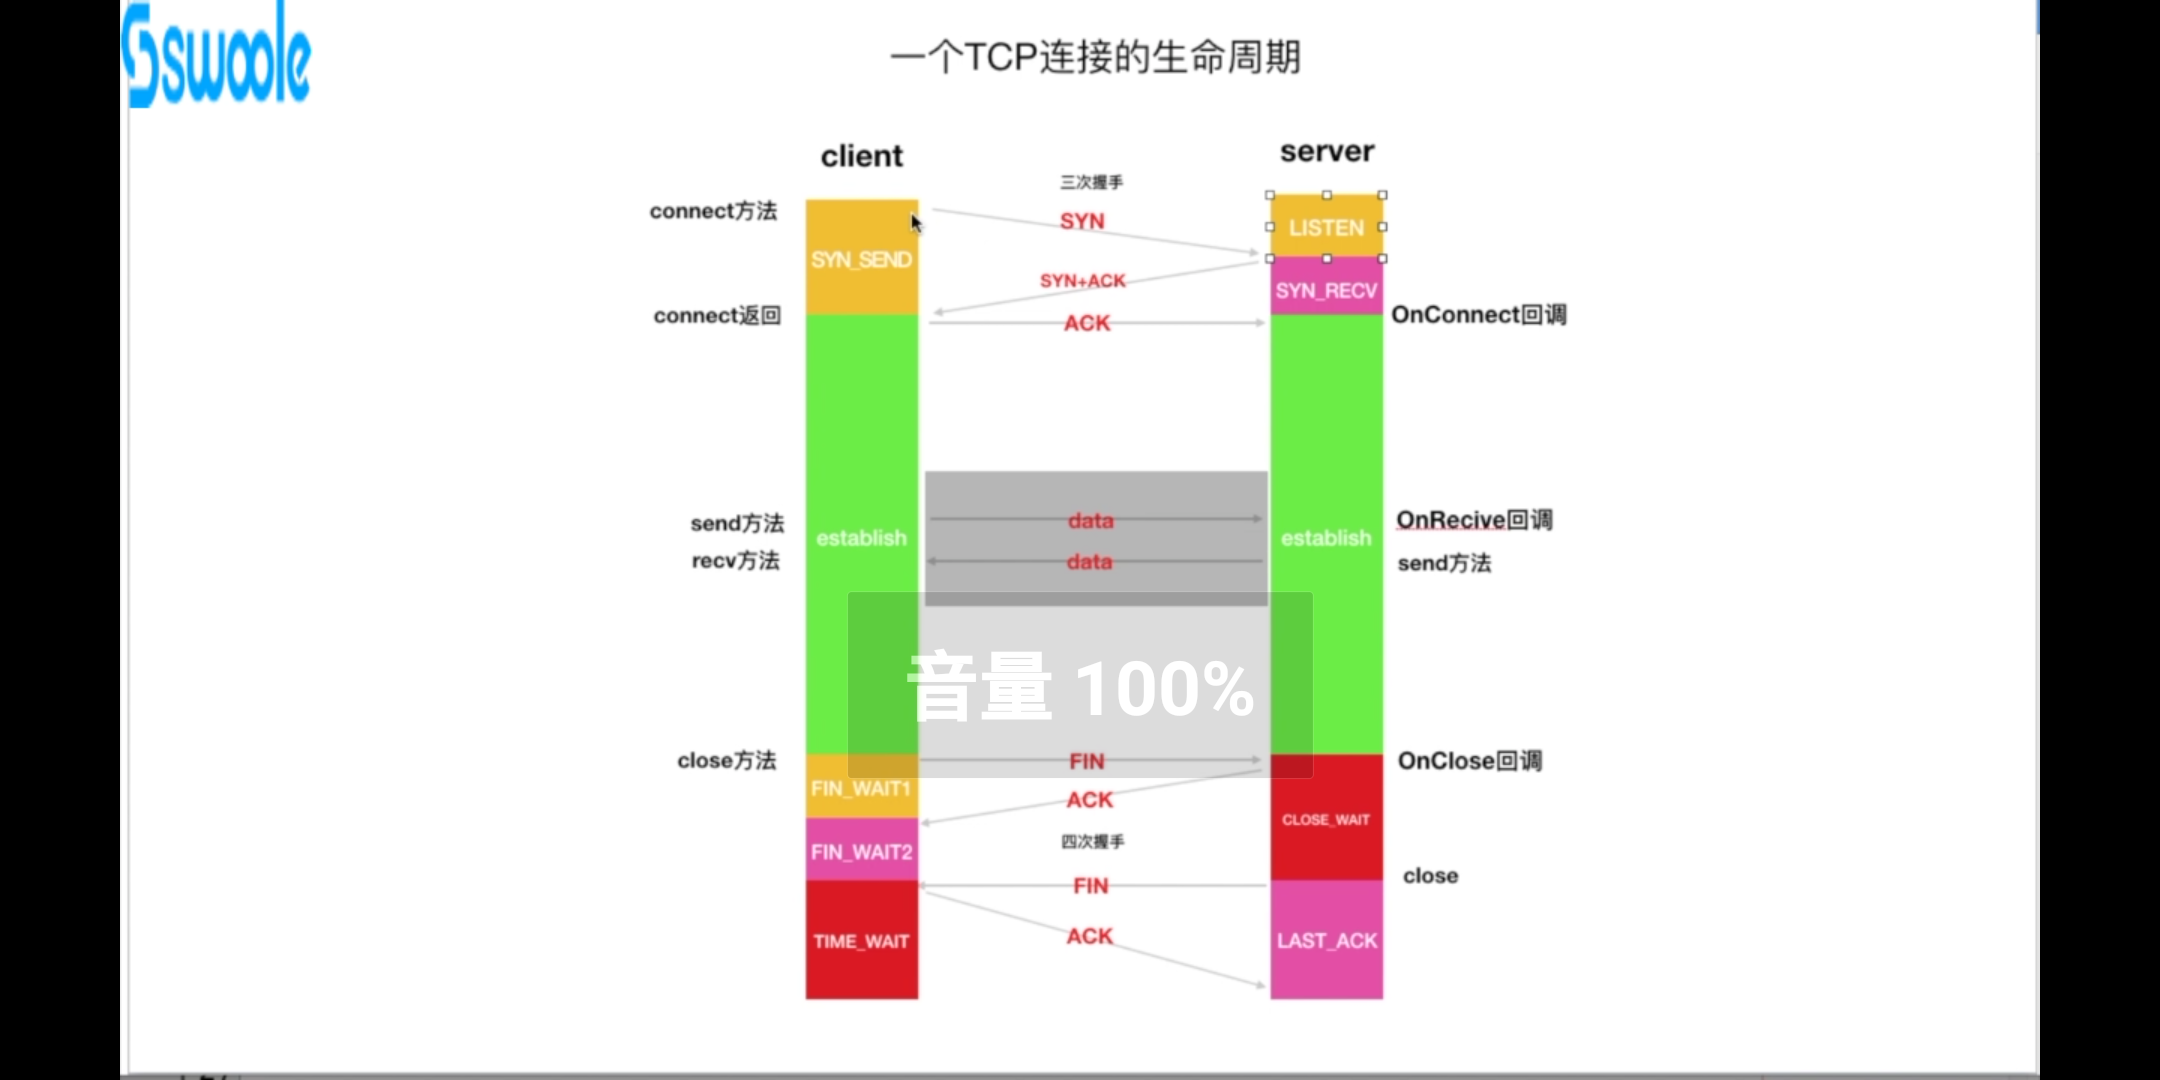 swoole
一个TCP连接的生命周期
client
server
三次握手
connect方法
SYN
LISTEN
SYN_SEND
SYN+ACK
SYN_RECV
connect返回
ACK
OnConnect回调
send方法
data
OnRecive回调
establish
establish
recv方法
data
send方法
音量 100%
close方法
FIN
OnClose回调
FIN_WAIT1
ACK
CLOSE_WAIT
四次握手
FIN_WAIT2
FIN
close
ACK
TIME_WAIT
LAST_ACK